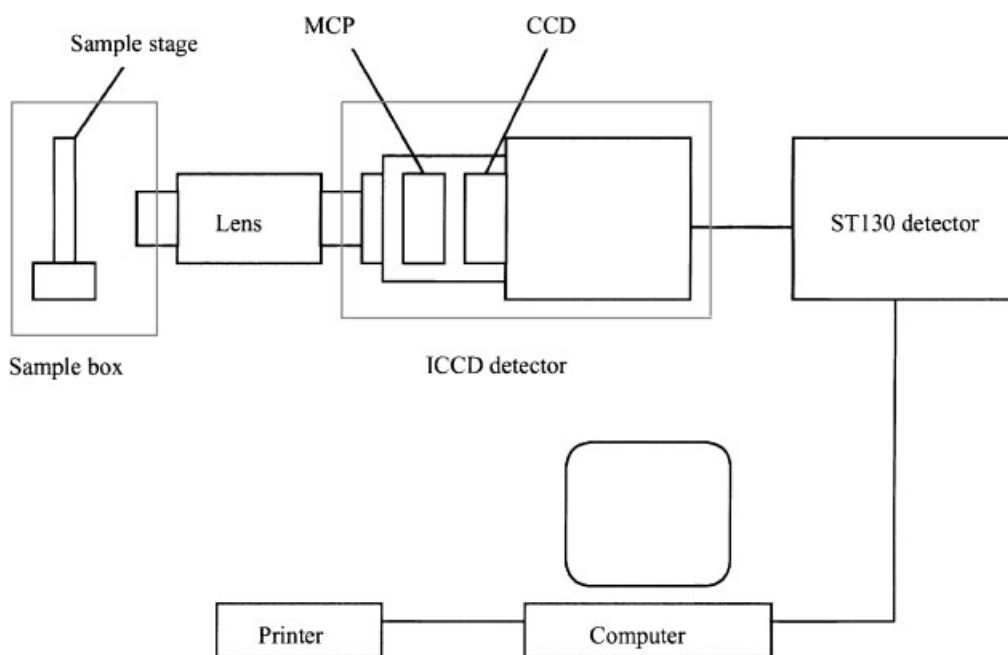 MCP
CCD
Sample stage
Lens
ST130 detector
Sample box
ICCD detector
Printer
Computer